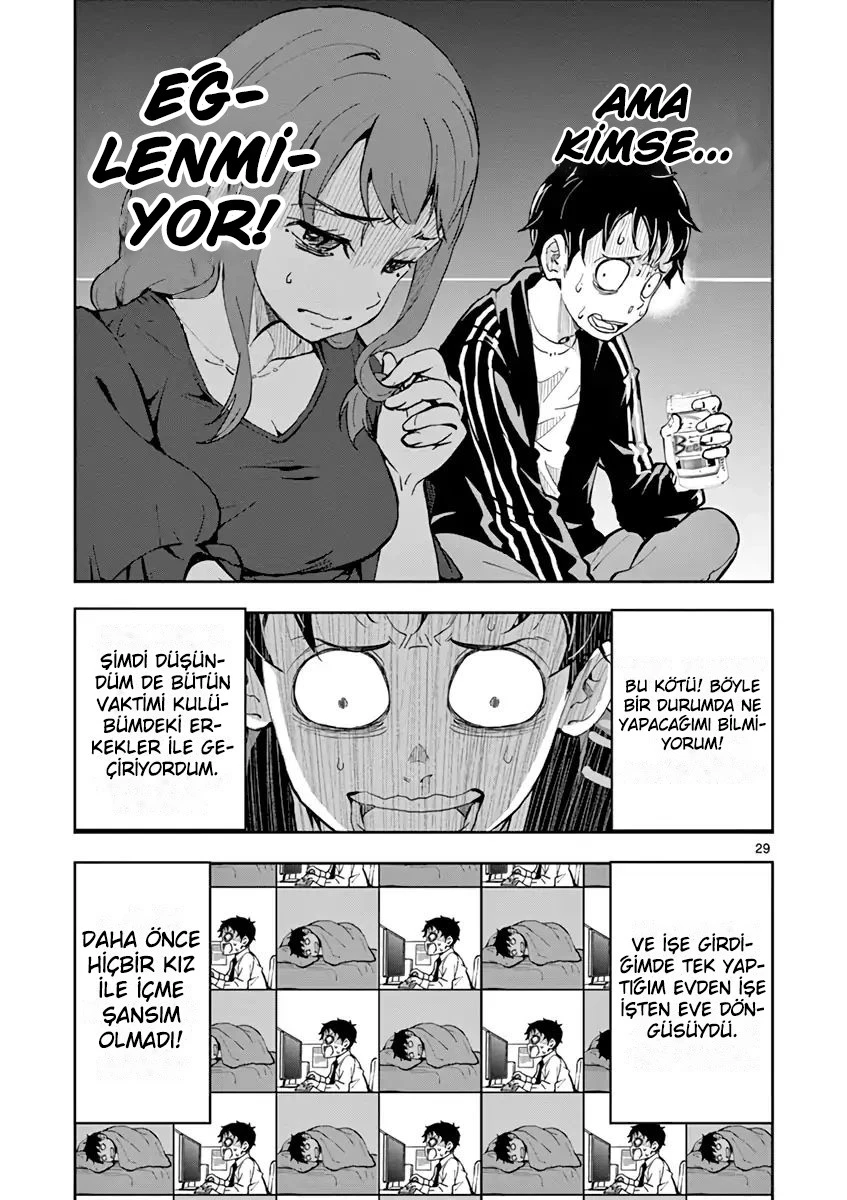 AMA
KİMSE...
EĞ-
LENMİ-
YOR!
BEER
BU KÖTÜ! BÖYLE
BİR DURUMDA NE
YAPACAĞIMI BİLMİ-
YORUM!
ŞİMDİ DÜŞÜN-
DÜM DE BÜTÜN
VAKTİMİ KULÜ-
BÜMDEKİ ER-
KEKLER İLE GE-
ÇİRİYORDUM.
29
VE İŞE GİRDİ-
ĞİMDE TEK YAP-
TIĞIM EVDEN İŞE
İŞTEN EVE DÖN-
GÜSÜYDÜ.
DAHA ÖNCE
HİÇBİR KIZ
İLE İÇME
ŞANSIM
OLMADI!